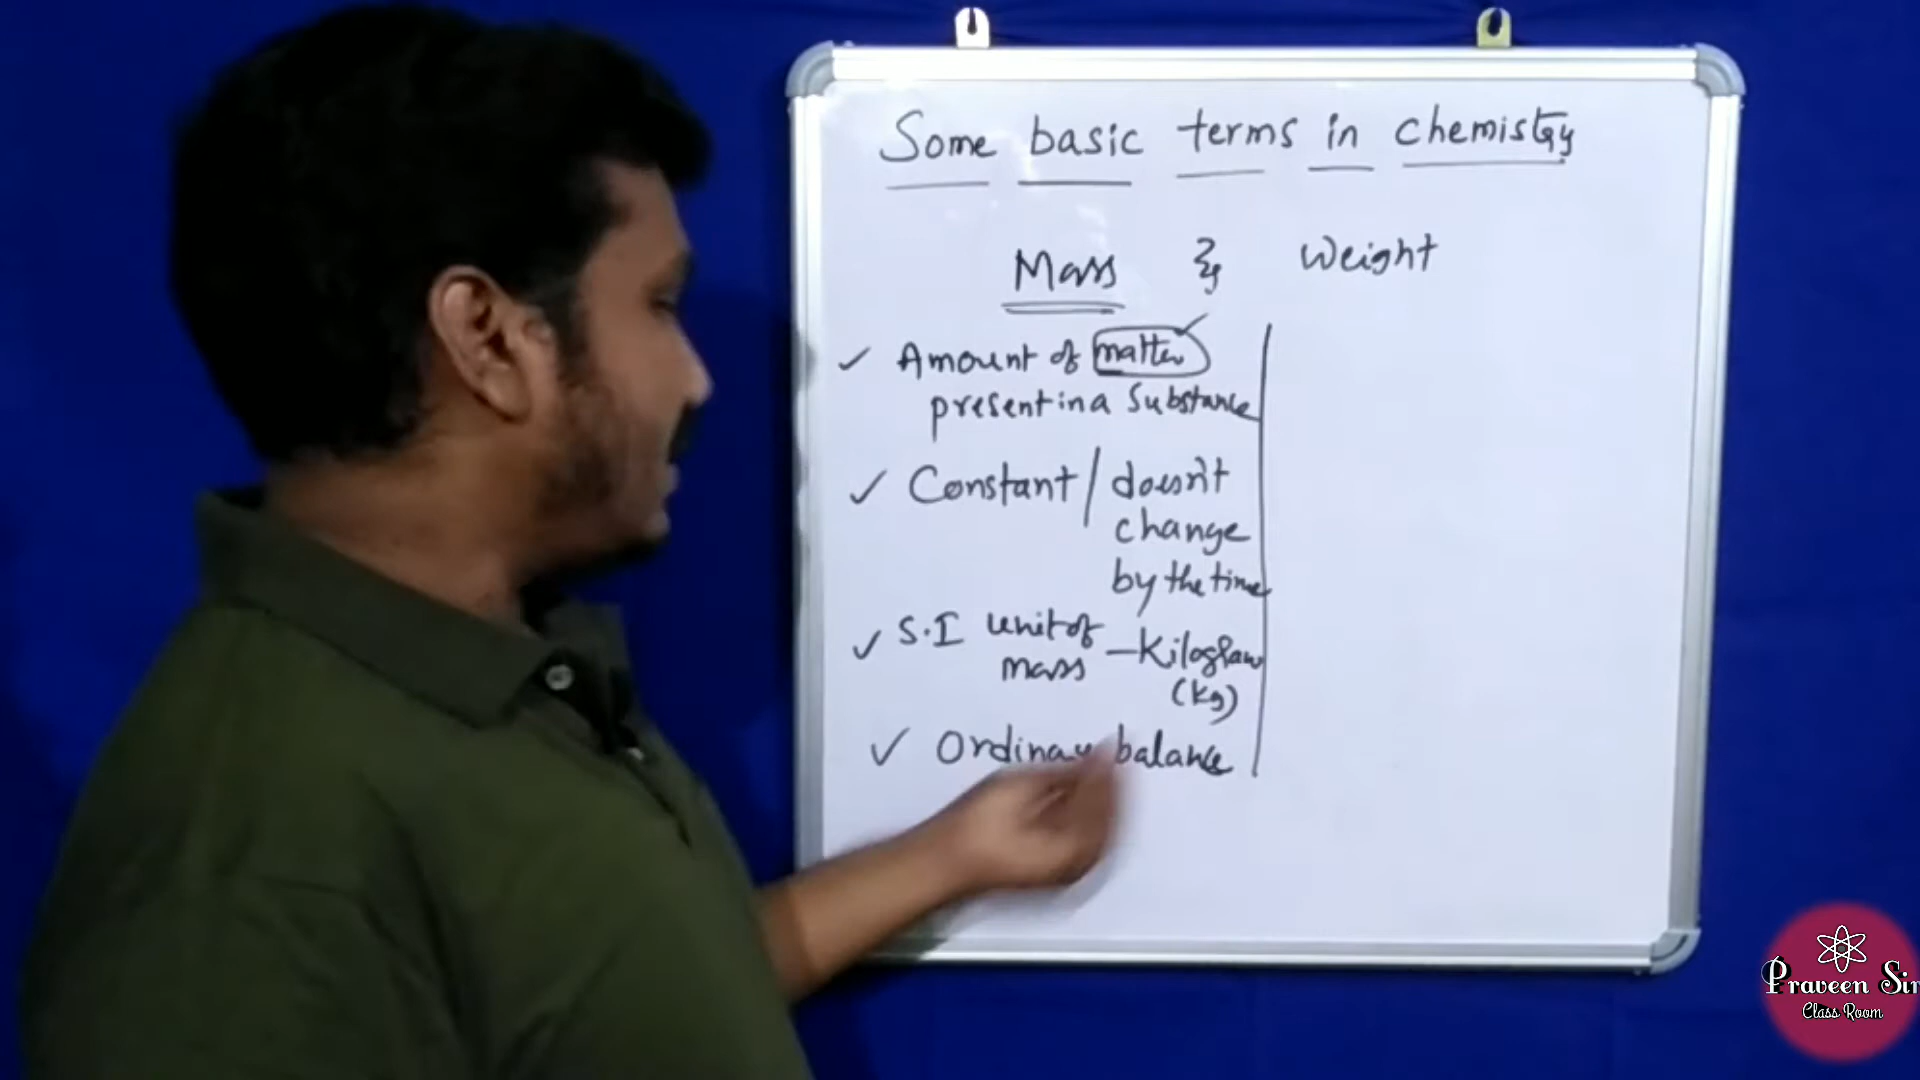 Some basic terms in chemistry
Mass & Weight
✓ Amount of matter
present in a Substance
✓ Constant / doesn't
change
by the time
✓ S.I unit of
mass – Kilogram
(Kg)
✓ Ordinary balance
Praveen Sir
Class Room